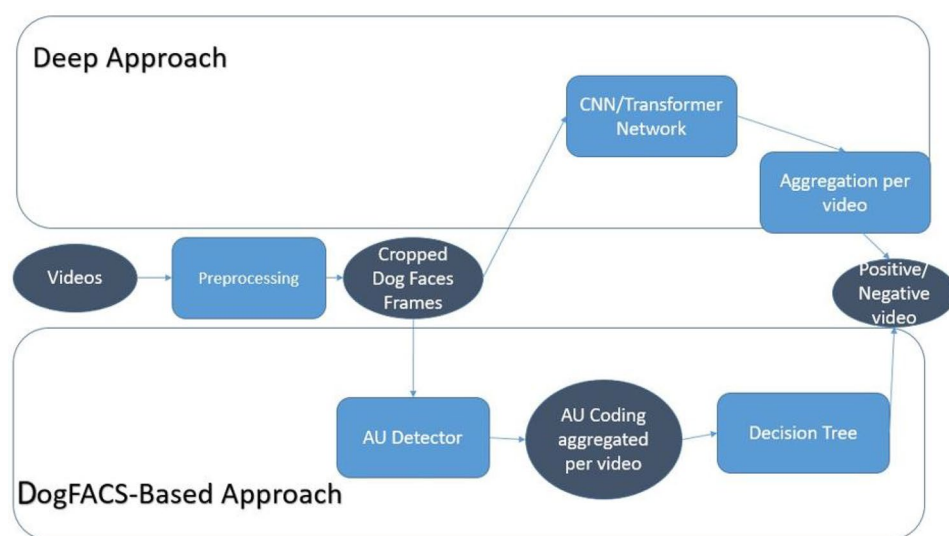 Deep Approach
CNN/Transformer
Network
Aggregation per
video
Videos
Preprocessing
Cropped
Dog Faces
Frames
Positive/
Negative
video
AU Detector
AU Coding
aggregated
per video
Decision Tree
DogFACS-Based Approach